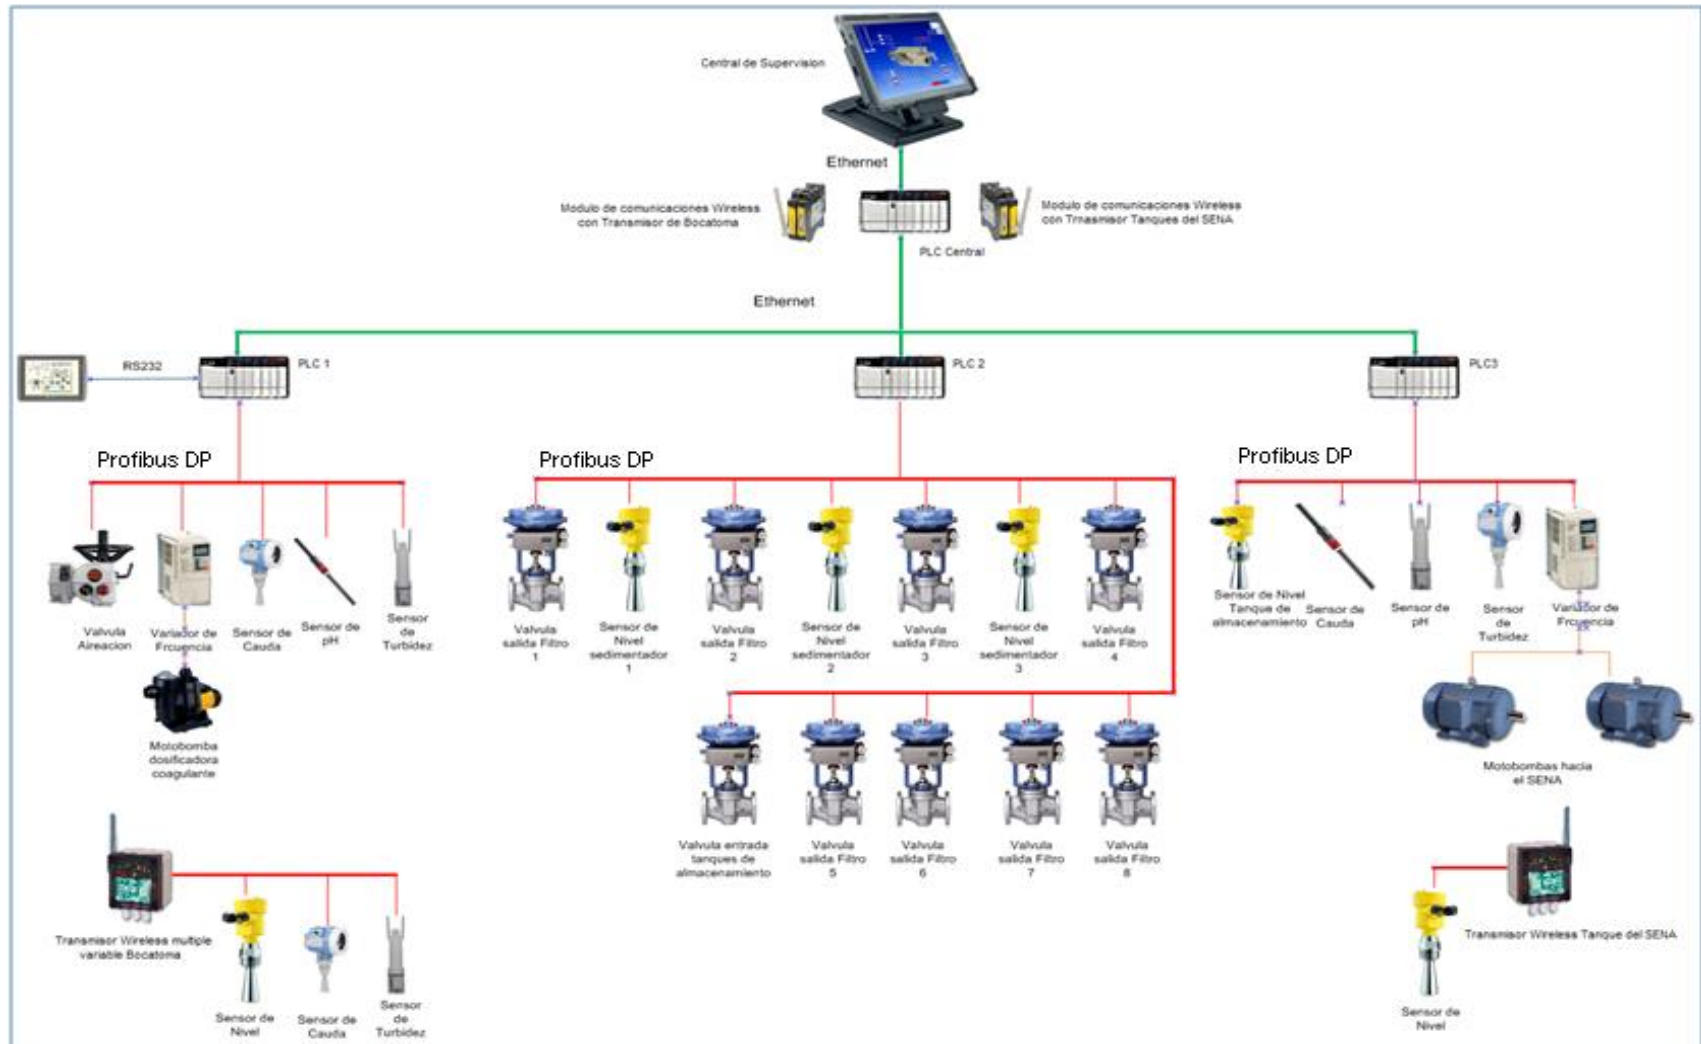 Central de Supervision
Ethernet
Modulo de comunicaciones Wireless
con Transmisor de Bocatoma
Modulo de comunicaciones Wireless
con Trnasmisor Tanques del SENA
PLC Central
Ethernet
RS232
PLC 1
PLC 2
PLC3
Profibus DP
Profibus DP
Profibus DP
Valvula
Aireacion
Variador de
Frcuencia
Sensor de
Cauda
Sensor de
pH
Sensor
de
Turbidez
Motobomba
dosificadora
coagulante
Valvula
salida Filtro
1
Sensor de
Nivel
sedimentador
1
Valvula
salida Filtro
2
Sensor de
Nivel
sedimentador
2
Valvula
salida Filtro
3
Sensor de
Nivel
sedimentador
3
Valvula
salida Filtro
4
Sensor de Nivel
Tanque de
almacenamiento
Sensor de
Cauda
Sensor de
pH
Sensor
de
Turbidez
Variador de
Frcuencia
Motobombas hacia
el SENA
Valvula entrada
tanques de
almacenamiento
Valvula
salida Filtro
5
Valvula
salida Filtro
6
Valvula
salida Filtro
7
Valvula
salida Filtro
8
Transmisor Wireless multiple
variable Bocatoma
Sensor de
Nivel
Sensor de
Cauda
Sensor
de
Turbidez
Transmisor Wireless Tanque del SENA
Sensor de
Nivel